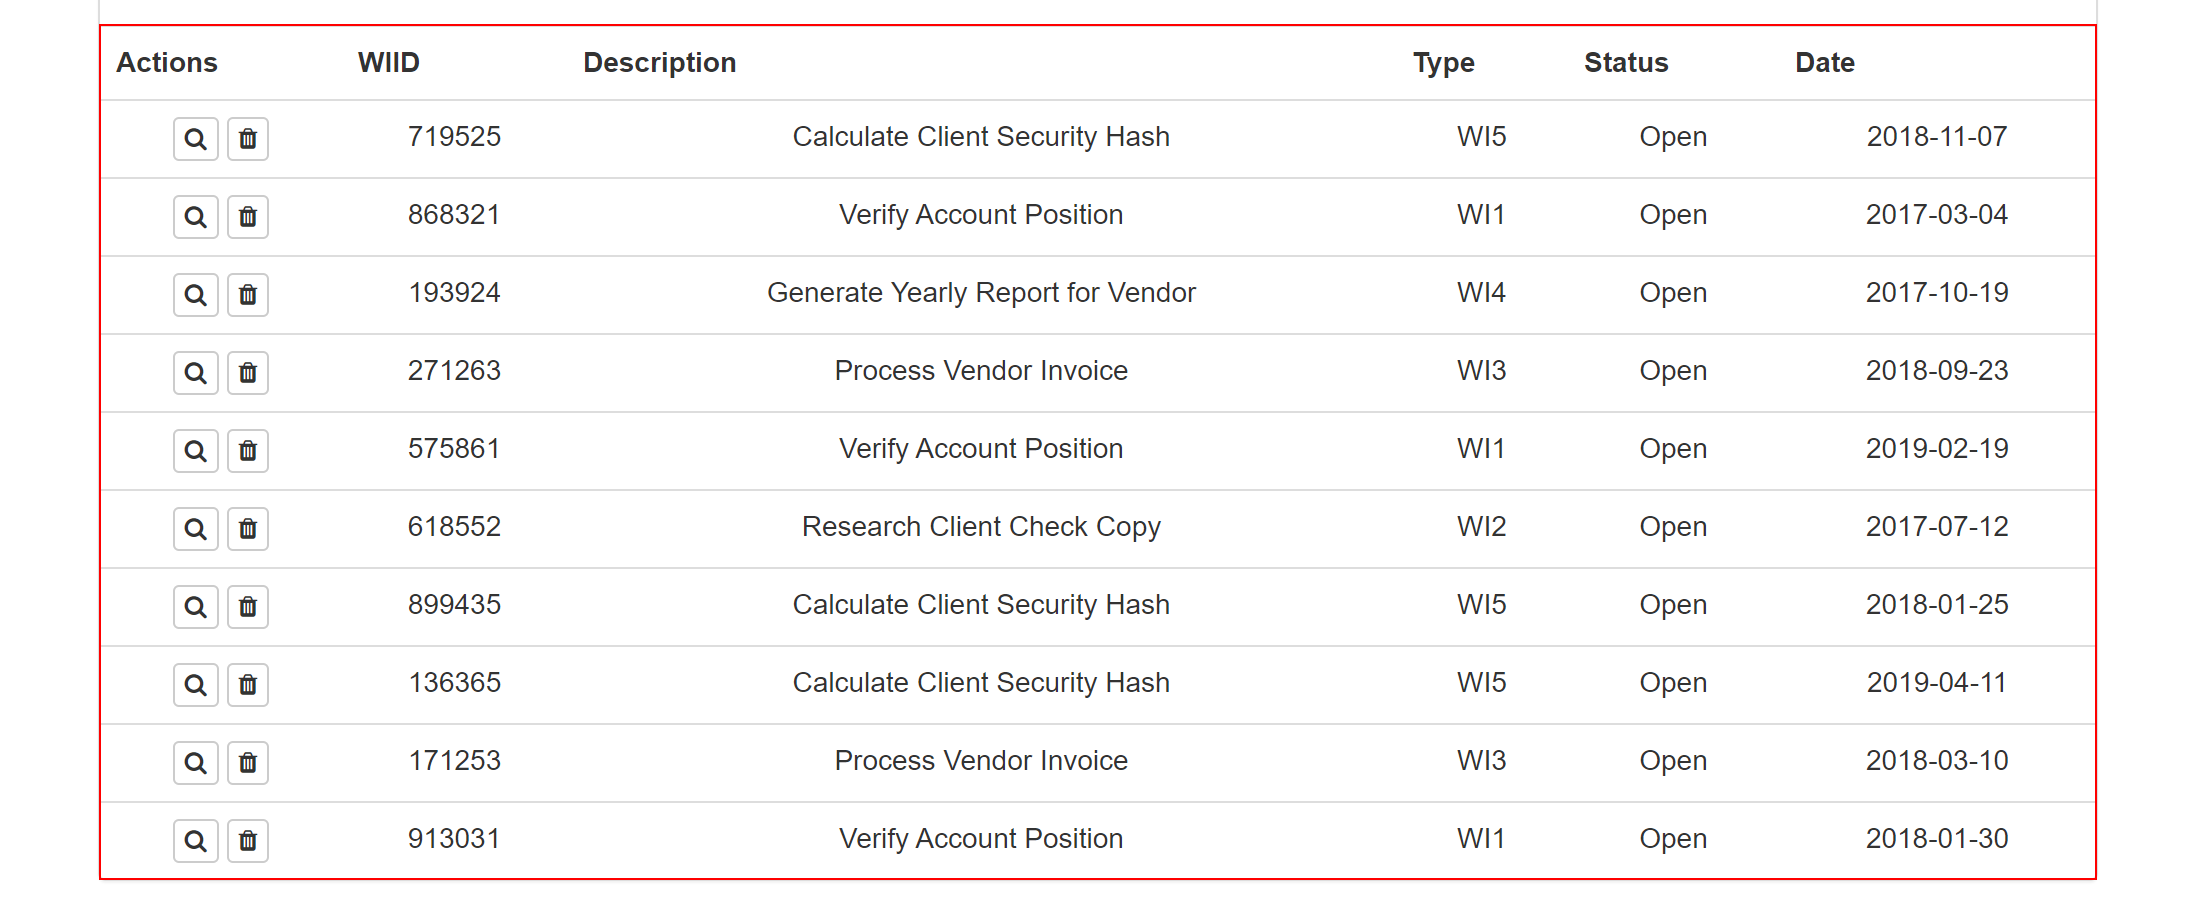 Actions WIID Description Type Status Date
719525 Calculate Client Security Hash WI5 Open 2018-11-07
868321 Verify Account Position WI1 Open 2017-03-04
193924 Generate Yearly Report for Vendor WI4 Open 2017-10-19
271263 Process Vendor Invoice WI3 Open 2018-09-23
575861 Verify Account Position WI1 Open 2019-02-19
618552 Research Client Check Copy WI2 Open 2017-07-12
899435 Calculate Client Security Hash WI5 Open 2018-01-25
136365 Calculate Client Security Hash WI5 Open 2019-04-11
171253 Process Vendor Invoice WI3 Open 2018-03-10
913031 Verify Account Position WI1 Open 2018-01-30